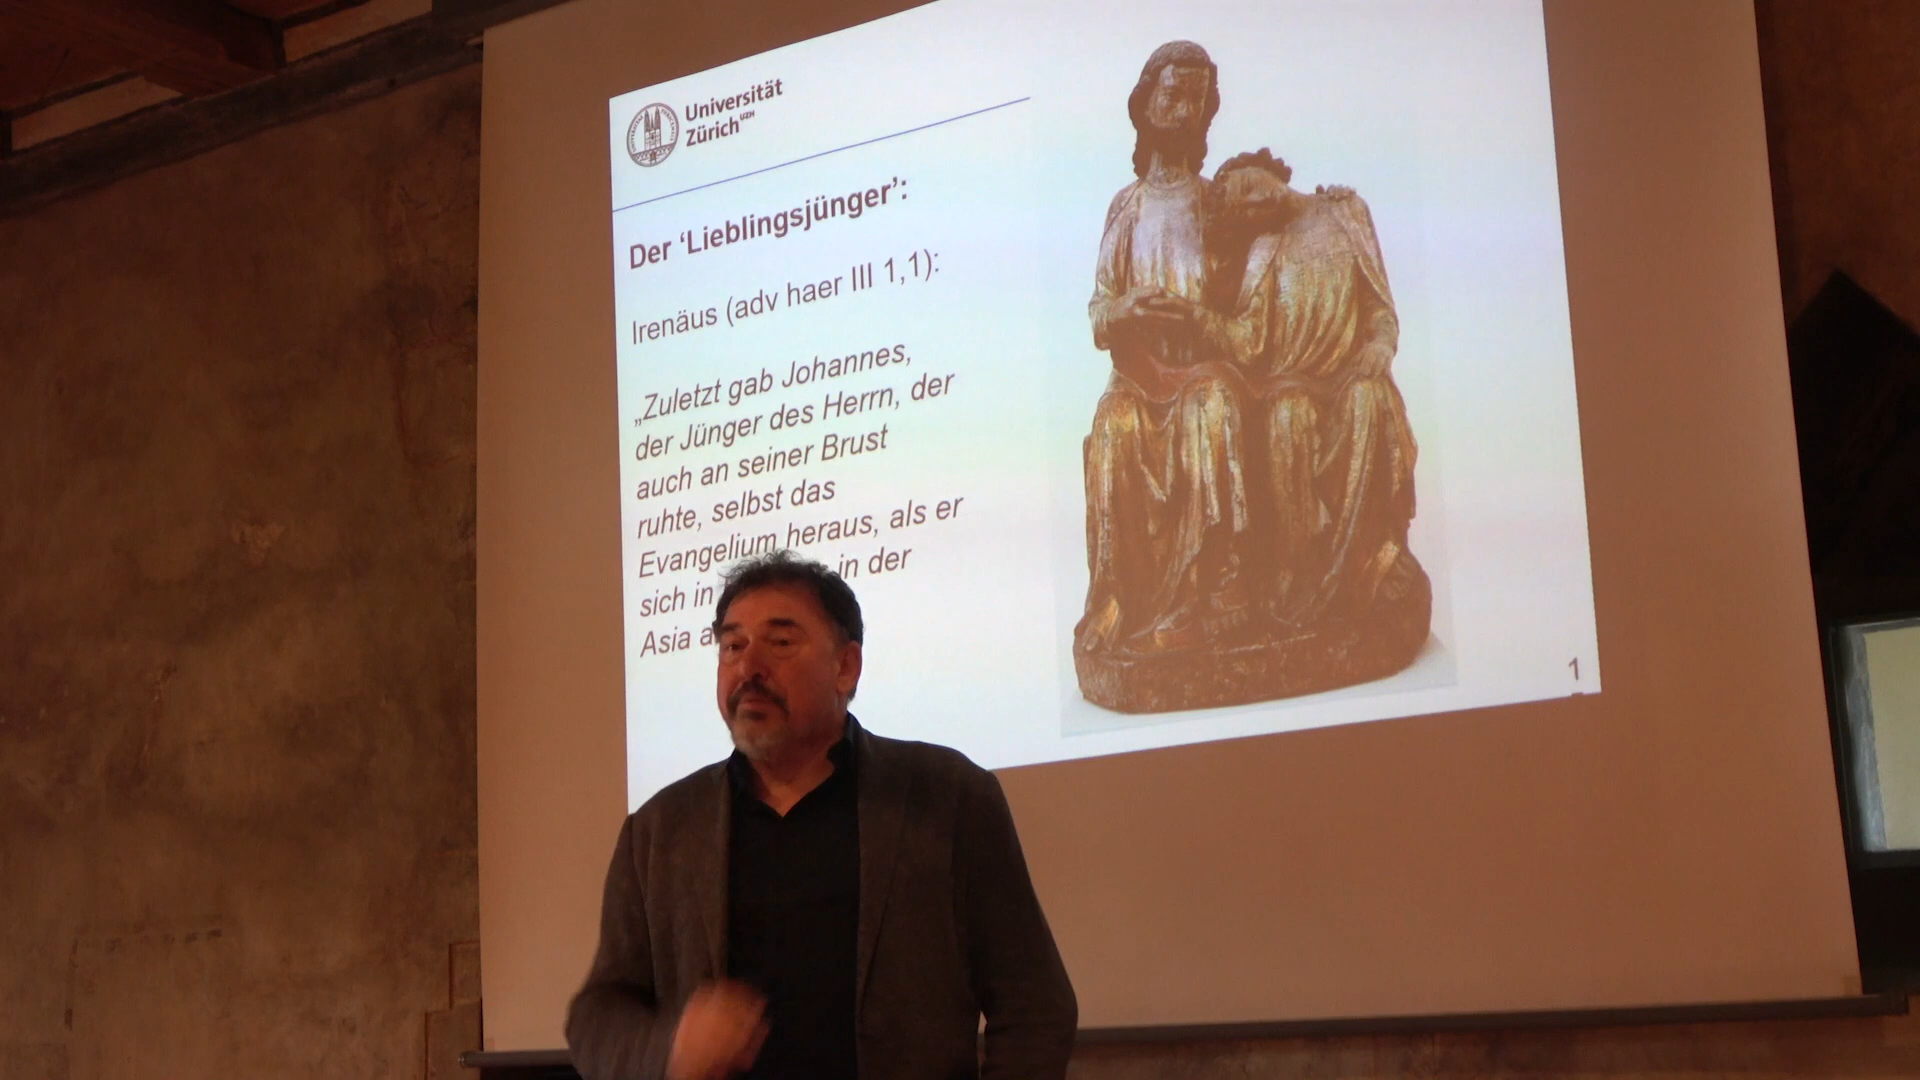 Universität
Zürich UZH
Der ‘Lieblingsjünger’:
Irenäus (adv haer III 1,1):
„Zuletzt gab Johannes,
der Jünger des Herrn, der
auch an seiner Brust
ruhte, selbst das
Evangelium heraus, als er
sich in in der
Asia
1